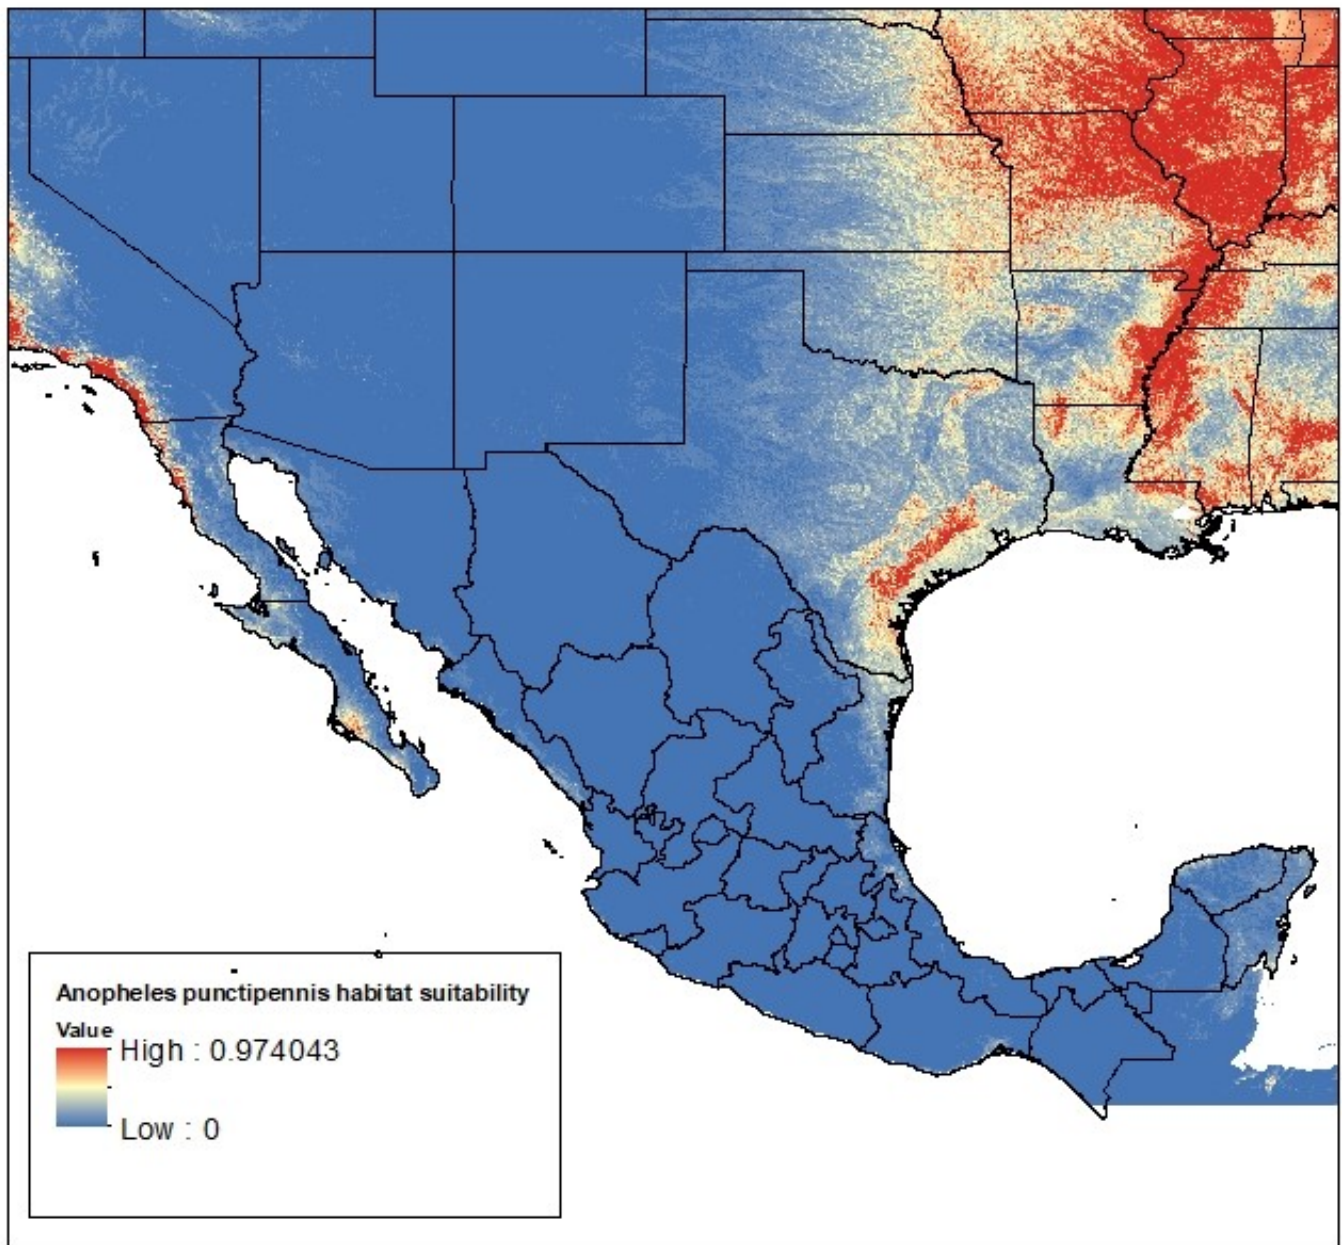 Anopheles punctipennis habitat suitability
Value
High : 0.974043
Low : 0